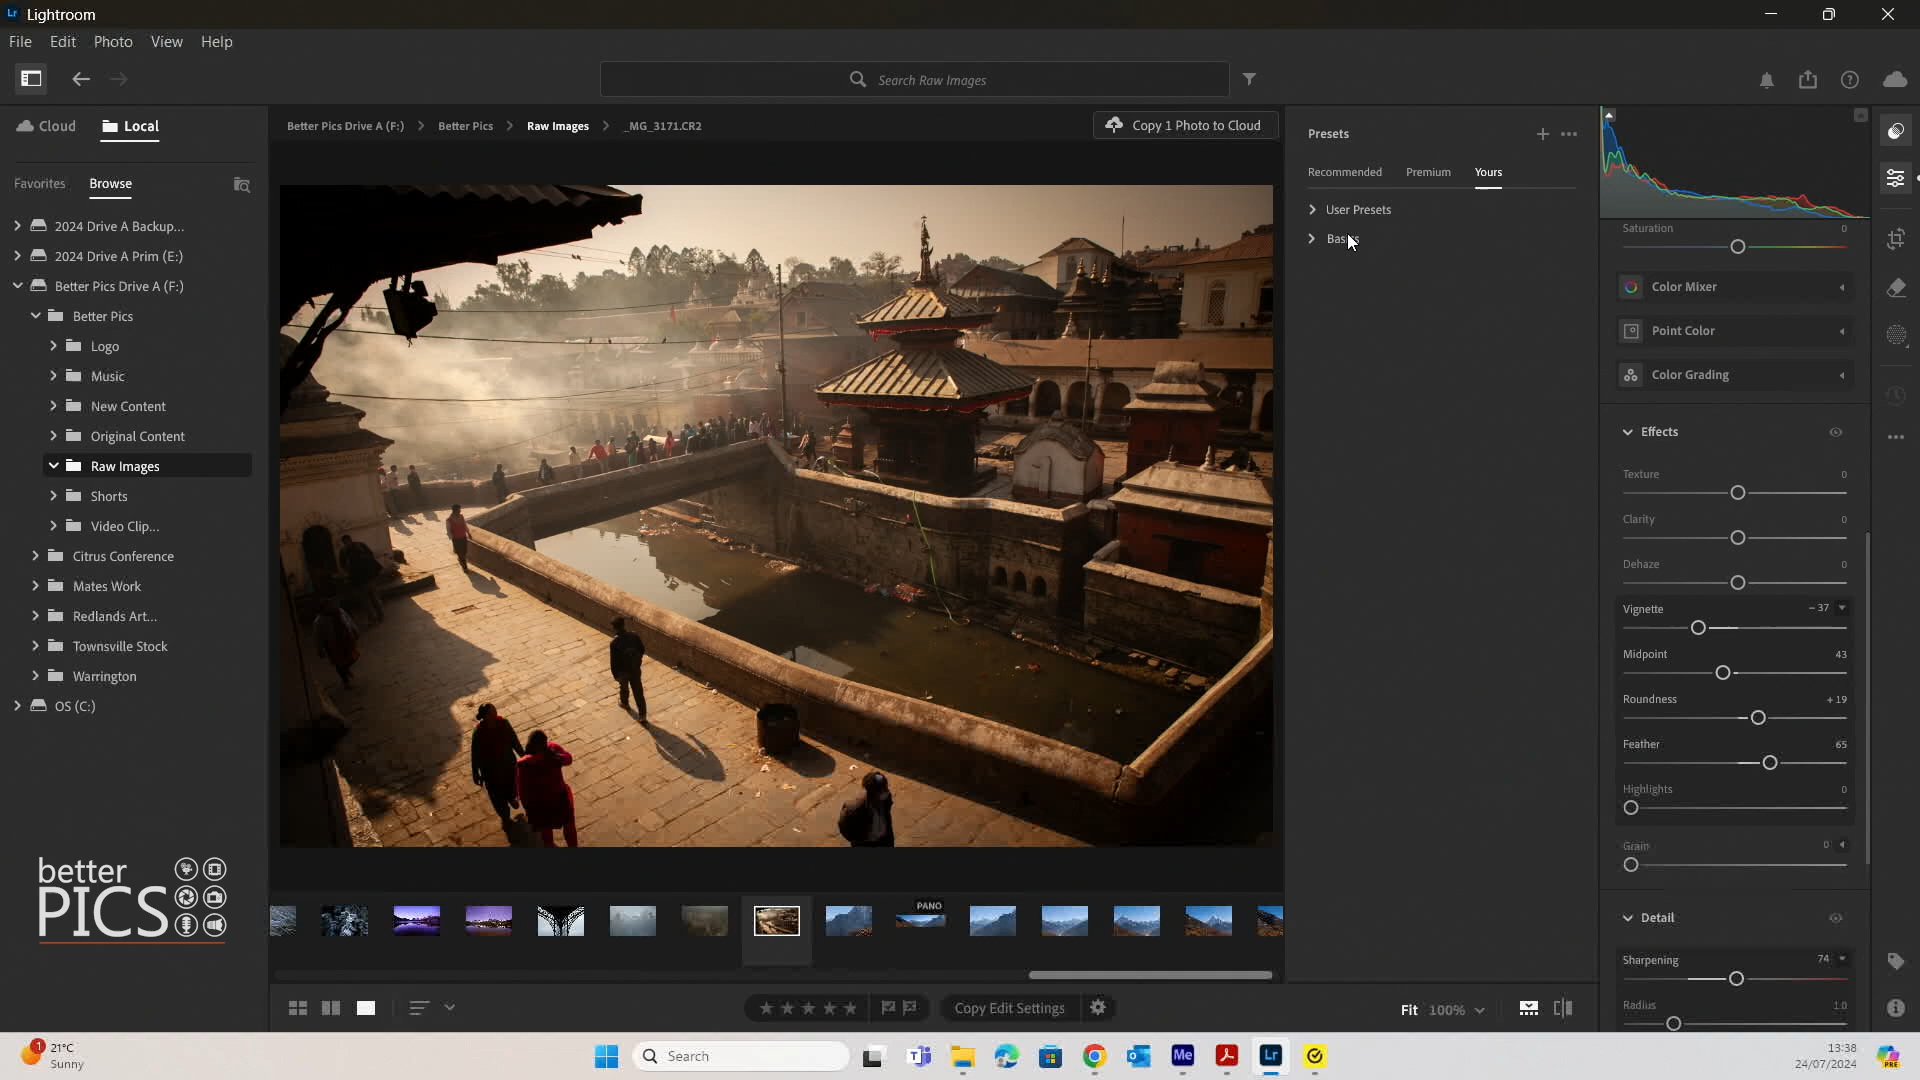 Lr Lightroom
File Edit Photo View Help
Search Raw Images
Cloud Local
Better Pics Drive A (F:) > Better Pics > Raw Images > _MG_3171.CR2
Copy 1 Photo to Cloud
Favorites Browse
2024 Drive A Backup...
2024 Drive A Prim (E:)
Better Pics Drive A (F:)
Better Pics
Logo
Music
New Content
Original Content
Raw Images
Shorts
Video Clip...
Citrus Conference
Mates Work
Redlands Art...
Townsville Stock
Warrington
OS (C:)
better
PICS
PANO
Copy Edit Settings
Fit 100%
Presets
Recommended Premium Yours
User Presets
Saturation 0
Color Mixer
Point Color
Color Grading
Effects
Texture 0
Clarity 0
Dehaze 0
Vignette - 37
Midpoint 43
Roundness + 19
Feather 65
Highlights 0
Grain 0
Detail
Sharpening 74
Radius 1.0
1 21°C
Sunny
Search
Me
Lr
PRE
13:38
24/07/2024